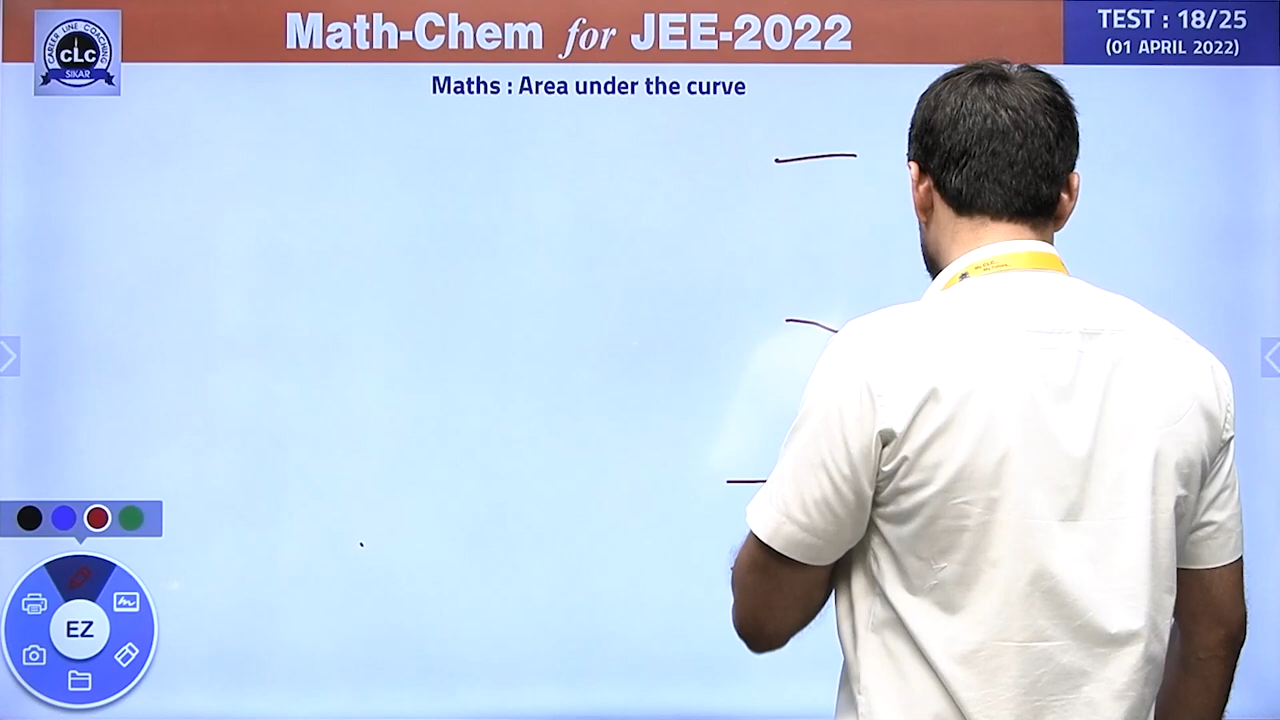 Math-Chem for JEE-2022
TEST : 18/25
(01 APRIL 2022)
CAREER LINE COACHING
CLC
SIKAR
Maths : Area under the curve
EZ